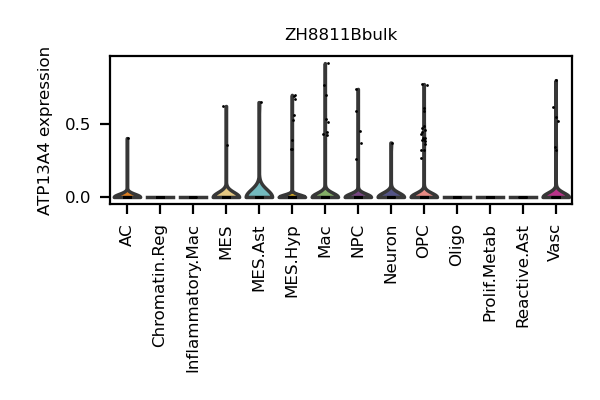 ZH8811Bbulk
ATP13A4 expression
0.5
0.0
AC
Chromatin.Reg
Inflammatory.Mac
MES
MES.Ast
MES.Hyp
Mac
NPC
Neuron
OPC
Oligo
Prolif.Metab
Reactive.Ast
Vasc